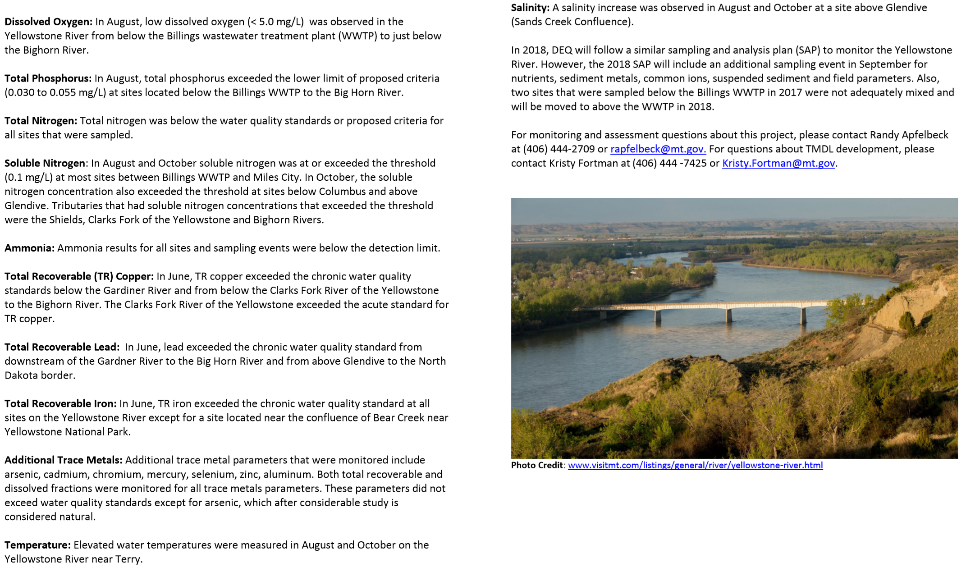 Dissolved Oxygen: In August, low dissolved oxygen (< 5.0 mg/L)  was observed in the
Yellowstone River from below the Billings wastewater treatment plant (WWTP) to just below
the Bighorn River.
Total Phosphorus: In August, total phosphorus exceeded the lower limit of proposed criteria
(0.030 to 0.055 mg/L) at sites located below the Billings WWTP to the Big Horn River.
Total Nitrogen: Total nitrogen was below the water quality standards or proposed criteria for
all sites that were sampled.
Soluble Nitrogen: In August and October soluble nitrogen was at or exceeded the threshold
(0.1 mg/L) at most sites between Billings WWTP and Miles City. In October, the soluble
nitrogen concentration also exceeded the threshold at sites below Columbus and above
Glendive. Tributaries that had soluble nitrogen concentrations that exceeded the threshold
were the Shields, Clarks Fork of the Yellowstone and Bighorn Rivers.
Ammonia: Ammonia results for all sites and sampling events were below the detection limit.
Total Recoverable (TR) Copper: In June, TR copper exceeded the chronic water quality
standards below the Gardiner River and from below the Clarks Fork River of the Yellowstone
to the Bighorn River. The Clarks Fork River of the Yellowstone exceeded the acute standard for
TR copper.
Total Recoverable Lead:  In June, lead exceeded the chronic water quality standard from
downstream of the Gardner River to the Big Horn River and from above Glendive to the North
Dakota border.
Total Recoverable Iron: In June, TR iron exceeded the chronic water quality standard at all
sites on the Yellowstone River except for a site located near the confluence of Bear Creek near
Yellowstone National Park.
Additional Trace Metals: Additional trace metal parameters that were monitored include
arsenic, cadmium, chromium, mercury, selenium, zinc, aluminum. Both total recoverable and
dissolved fractions were monitored for all trace metals parameters. These parameters did not
exceed water quality standards except for arsenic, which after considerable study is
considered natural.
Temperature: Elevated water temperatures were measured in August and October on the
Yellowstone River near Terry.
Salinity: A salinity increase was observed in August and October at a site above Glendive
(Sands Creek Confluence).
In 2018, DEQ will follow a similar sampling and analysis plan (SAP) to monitor the Yellowstone
River. However, the 2018 SAP will include an additional sampling event in September for
nutrients, sediment metals, common ions, suspended sediment and field parameters. Also,
two sites that were sampled below the Billings WWTP in 2017 were not adequately mixed and
will be moved to above the WWTP in 2018.
For monitoring and assessment questions about this project, please contact Randy Apfelbeck
at (406) 444-2709 or rapfelbeck@mt.gov. For questions about TMDL development, please
contact Kristy Fortman at (406) 444 -7425 or Kristy.Fortman@mt.gov.
Photo Credit: www.visitmt.com/listings/general/river/yellowstone-river.html